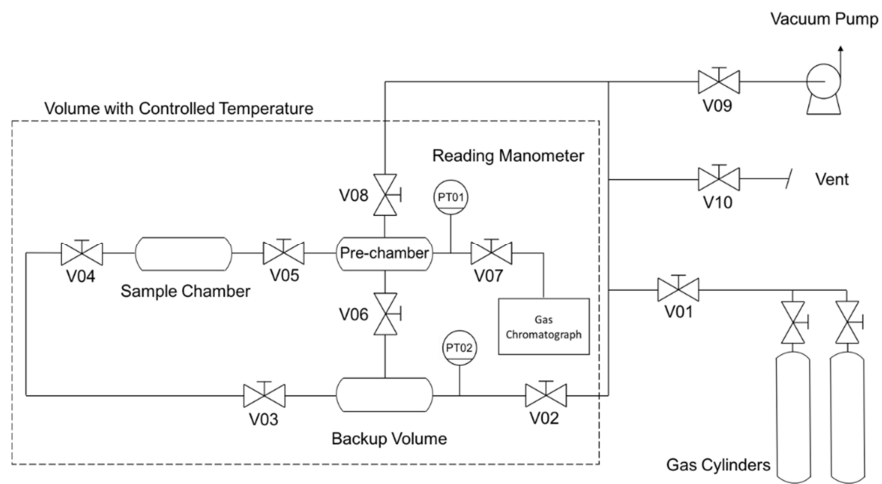 Vacuum Pump
V09
Volume with Controlled Temperature
Reading Manometer
V08
PT01
V10
Vent
Pre-chamber
V04
V05
V07
Sample Chamber
V06
V01
Gas
Chromatograph
PT02
V03
V02
Backup Volume
Gas Cylinders